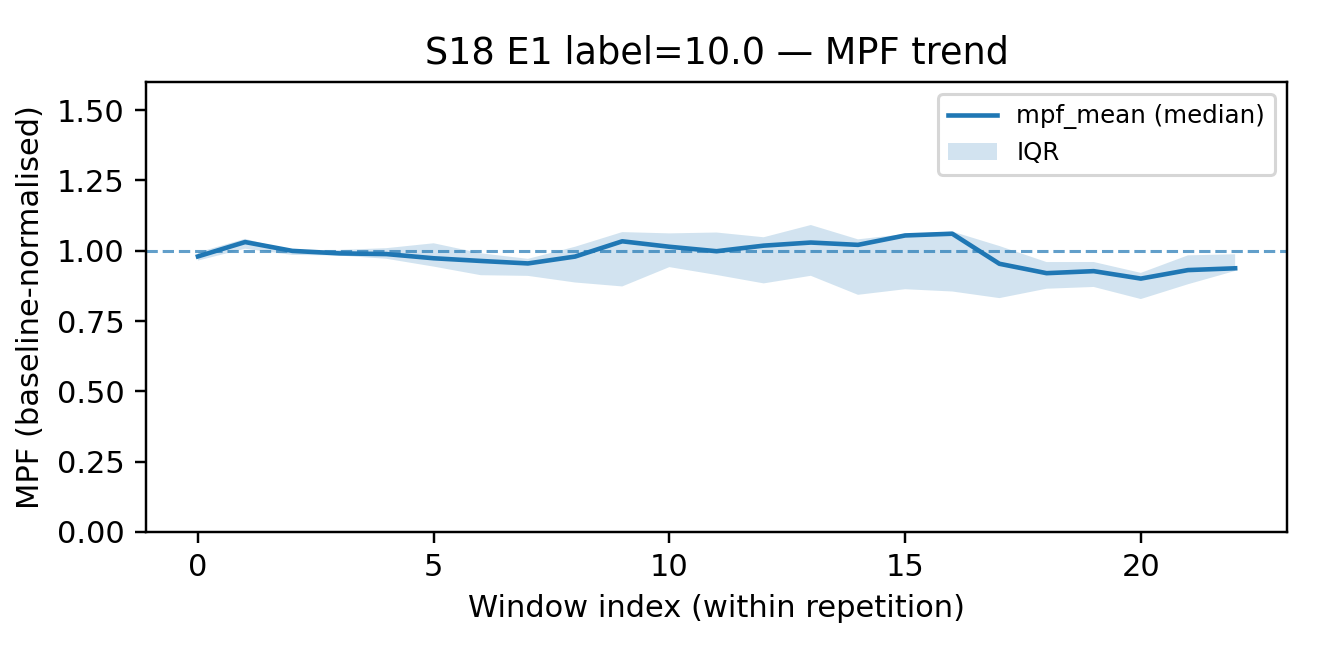 S18 E1 label=10.0 — MPF trend
mpf_mean (median)
IQR
MPF (baseline-normalised)
1.50
1.25
1.00
0.75
0.50
0.25
0.00
0
5
10
15
20
Window index (within repetition)